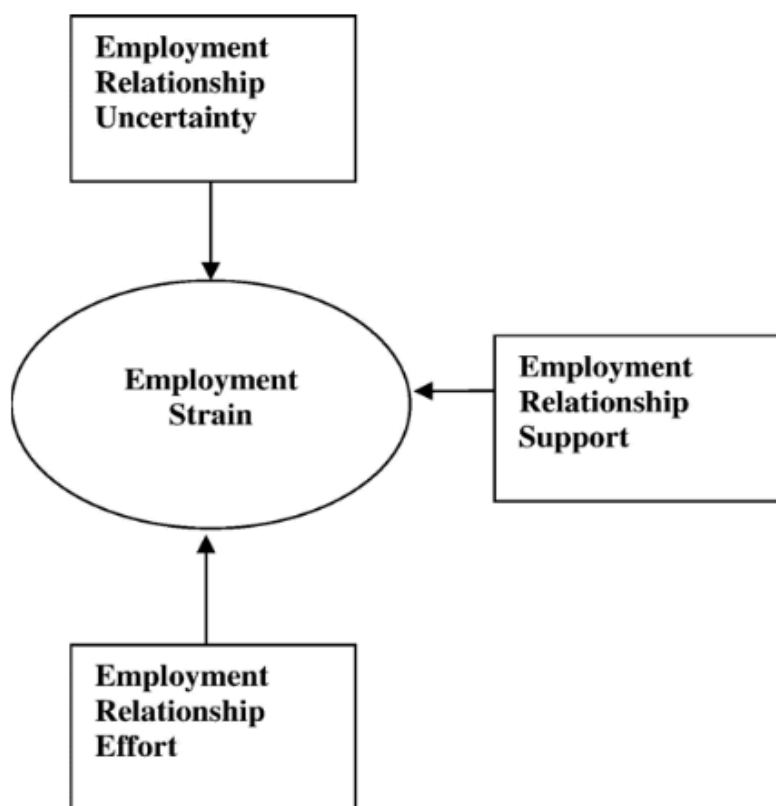 Employment
Relationship
Uncertainty
Employment
Strain
Employment
Relationship
Support
Employment
Relationship
Effort